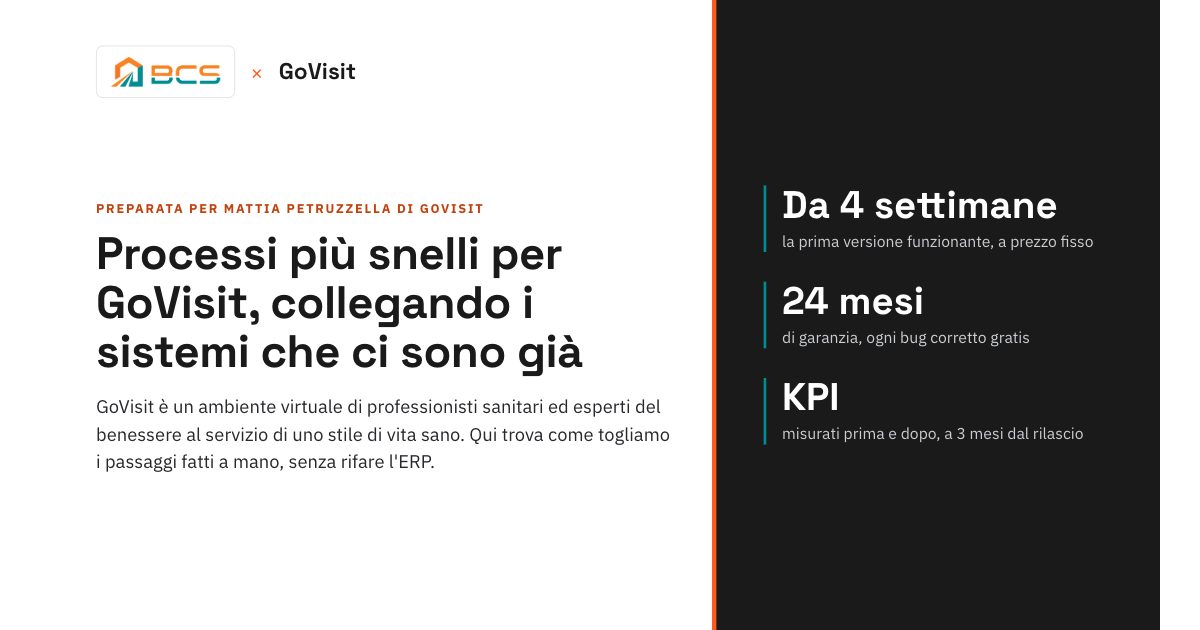 BCS × GoVisit
PREPARATA PER MATTIA PETRUZZELLA DI GOVISIT
Processi più snelli per
GoVisit, collegando i
sistemi che ci sono già
GoVisit è un ambiente virtuale di professionisti sanitari ed esperti del
benessere al servizio di uno stile di vita sano. Qui trova come togliamo
i passaggi fatti a mano, senza rifare l'ERP.
Da 4 settimane
la prima versione funzionante, a prezzo fisso
24 mesi
di garanzia, ogni bug corretto gratis
KPI
misurati prima e dopo, a 3 mesi dal rilascio